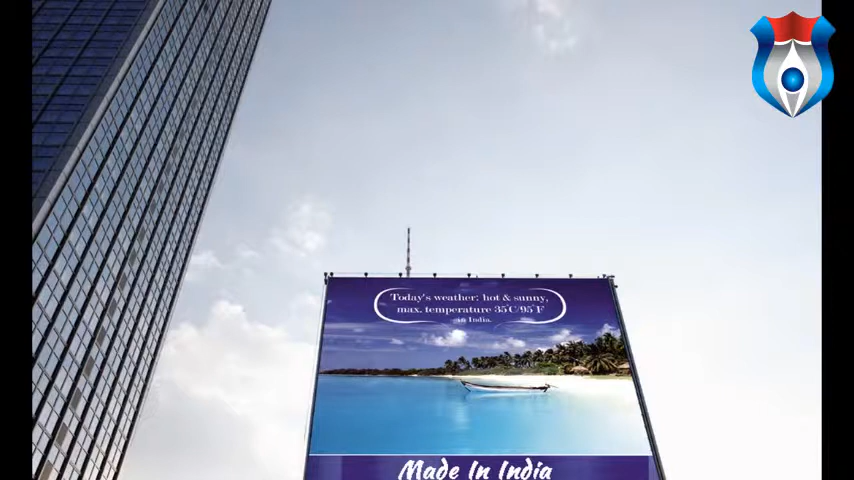 Today's weather: hot & sunny,
max. temperature 35°C/95°F
in India.
Made In India